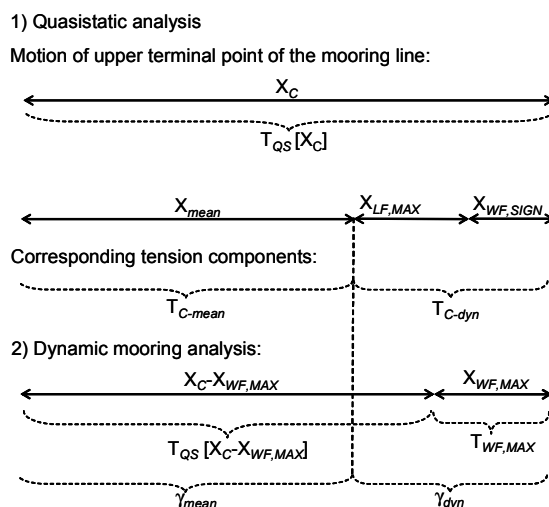 1) Quasistatic analysis
Motion of upper terminal point of the mooring line:
X_C
T_QS [X_C]
X_mean X_LF,MAX X_WF,SIGN
Corresponding tension components:
T_C-mean T_C-dyn
2) Dynamic mooring analysis:
X_C-X_WF,MAX X_WF,MAX
T_QS [X_C-X_WF,MAX] T_WF,MAX
γ_mean γ_dyn